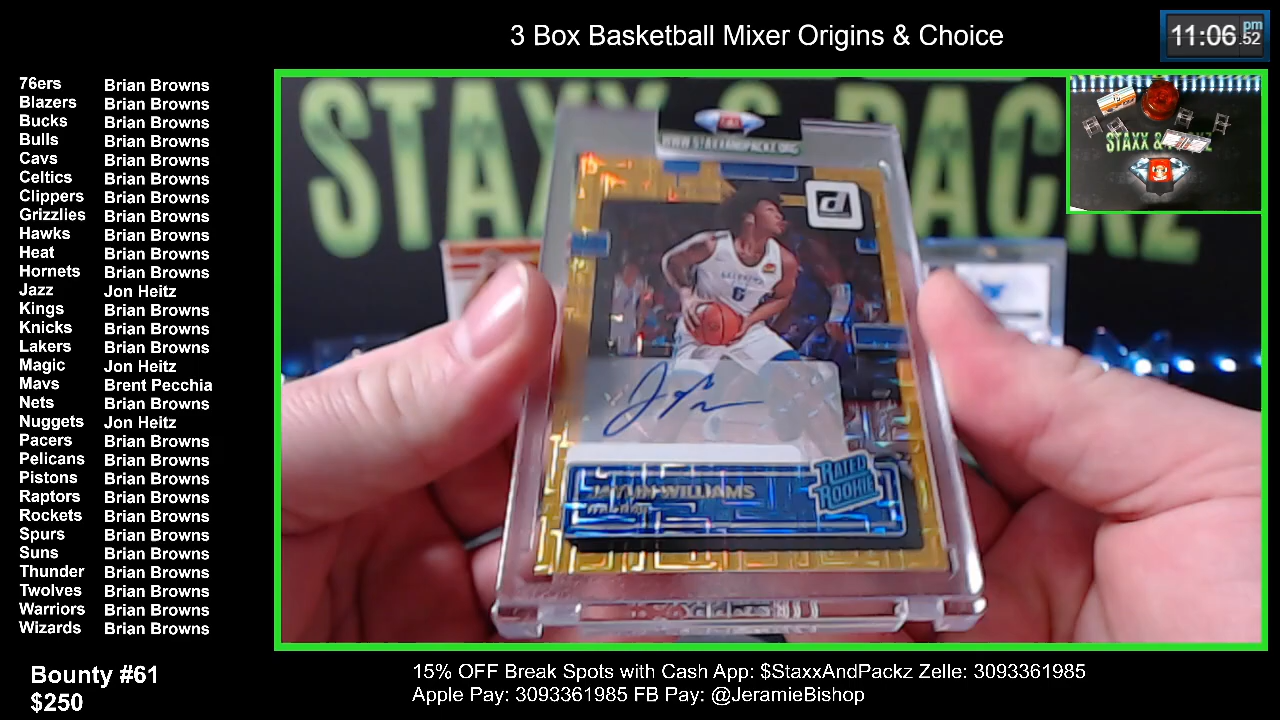 3 Box Basketball Mixer Origins & Choice
11:06 .52 pm
76ers Brian Browns
Blazers Brian Browns
Bucks Brian Browns
Bulls Brian Browns
Cavs Brian Browns
Celtics Brian Browns
Clippers Brian Browns
Grizzlies Brian Browns
Hawks Brian Browns
Heat Brian Browns
Hornets Brian Browns
Jazz Jon Heitz
Kings Brian Browns
Knicks Brian Browns
Lakers Brian Browns
Magic Jon Heitz
Mavs Brent Pecchia
Nets Brian Browns
Nuggets Jon Heitz
Pacers Brian Browns
Pelicans Brian Browns
Pistons Brian Browns
Raptors Brian Browns
Rockets Brian Browns
Spurs Brian Browns
Suns Brian Browns
Thunder Brian Browns
Twolves Brian Browns
Warriors Brian Browns
Wizards Brian Browns
Bounty #61
$250
STAXX & PACKZ
WWW.STAXXANDPACKZ.ORG
6
JAYLIN WILLIAMS
RATED
ROOKIE
STAXX &
15% OFF Break Spots with Cash App: $StaxxAndPackz Zelle: 3093361985
Apple Pay: 3093361985 FB Pay: @JeramieBishop